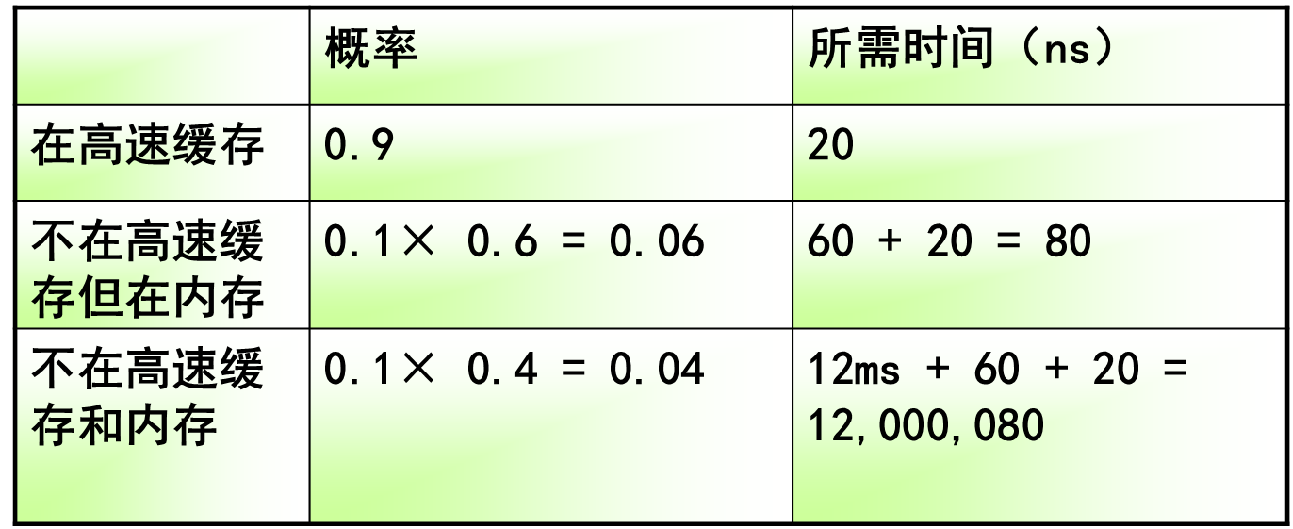 概率
所需时间（ns）
在高速缓存
0.9
20
不在高速缓
存但在内存
0.1× 0.6 = 0.06
60 + 20 = 80
不在高速缓
存和内存
0.1× 0.4 = 0.04
12ms + 60 + 20 =
12,000,080